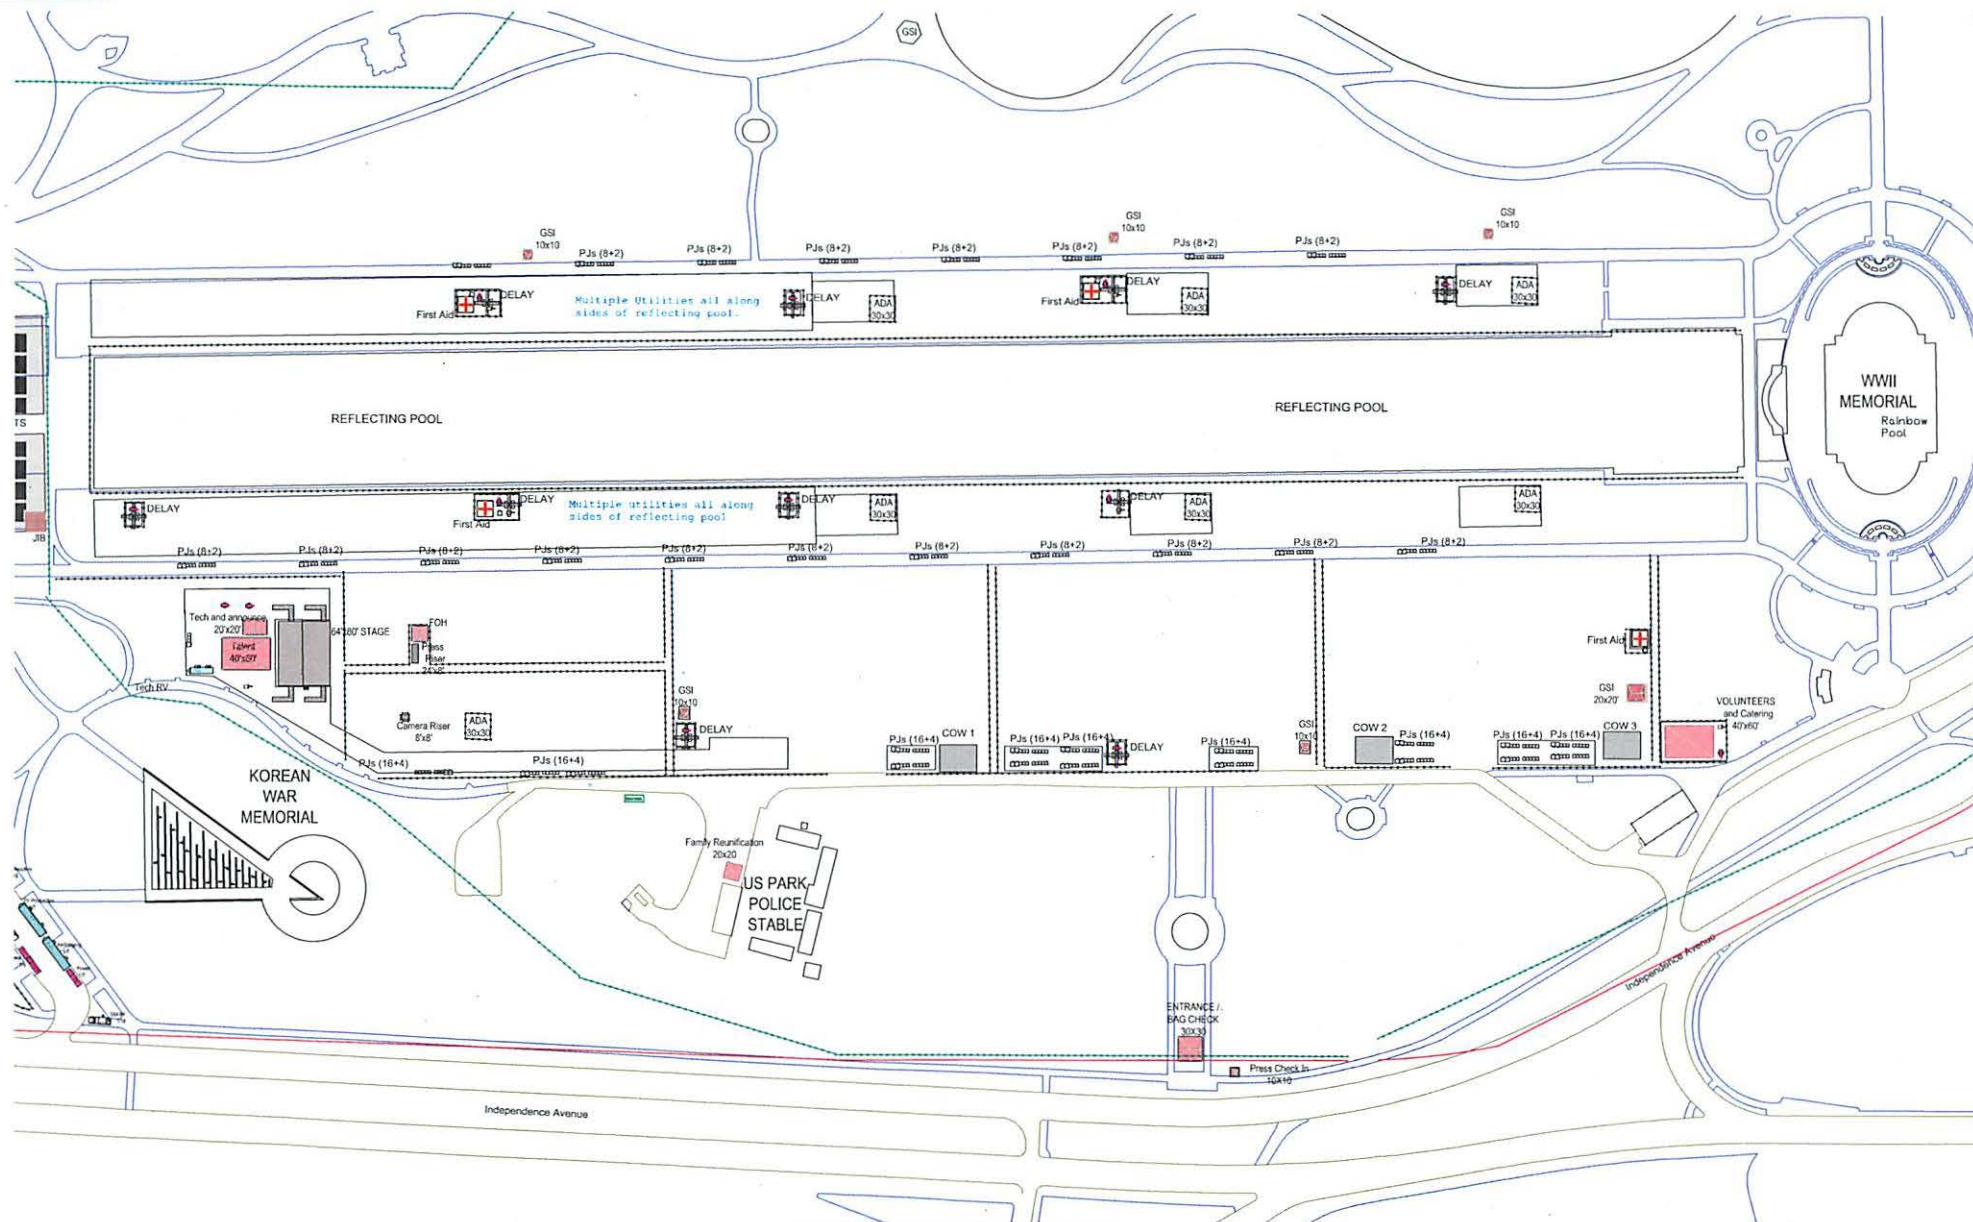 GSI
GSI
10x10
PJs (8+2)
PJs (8+2)
PJs (8+2)
PJs (8+2)
GSI
10x10
PJs (8+2)
PJs (8+2)
PJs (8+2)
GSI
10x10
First Aid
DELAY
Multiple Utilities all along
sides of reflecting pool.
DELAY
ADA
30x30
First Aid
DELAY
ADA
30x30
DELAY
ADA
30x30
REFLECTING POOL
REFLECTING POOL
WWII
MEMORIAL
Rainbow
Pool
TS
JIB
DELAY
First Aid
DELAY
Multiple utilities all along
sides of reflecting pool
DELAY
ADA
30x30
DELAY
ADA
30x30
ADA
30x30
PJs (8+2)
PJs (8+2)
PJs (8+2)
PJs (8+2)
PJs (8+2)
PJs (8+2)
PJs (8+2)
PJs (8+2)
PJs (8+2)
PJs (8+2)
PJs (8+2)
Tech and announce
20'x20'
Talent
STAGE
FOH
Press
Riser
24'x8'
First Aid
Tech RV
Camera Riser
8'x8'
ADA
30x30
GSI
10x10
DELAY
PJs (16+4)
PJs (16+4)
PJs (16+4)
COW 1
PJs (16+4)
PJs (16+4)
DELAY
PJs (16+4)
GSI
10x10
COW 2
PJs (16+4)
PJs (16+4)
PJs (16+4)
COW 3
GSI
20x20'
VOLUNTEERS
and Catering
40'x60'
KOREAN
WAR
MEMORIAL
Family Reunification
20x20
US PARK
POLICE
STABLE
ENTRANCE /
BAG CHECK
30X30
Press Check In
10X10
Independence Avenue
Independence Avenue